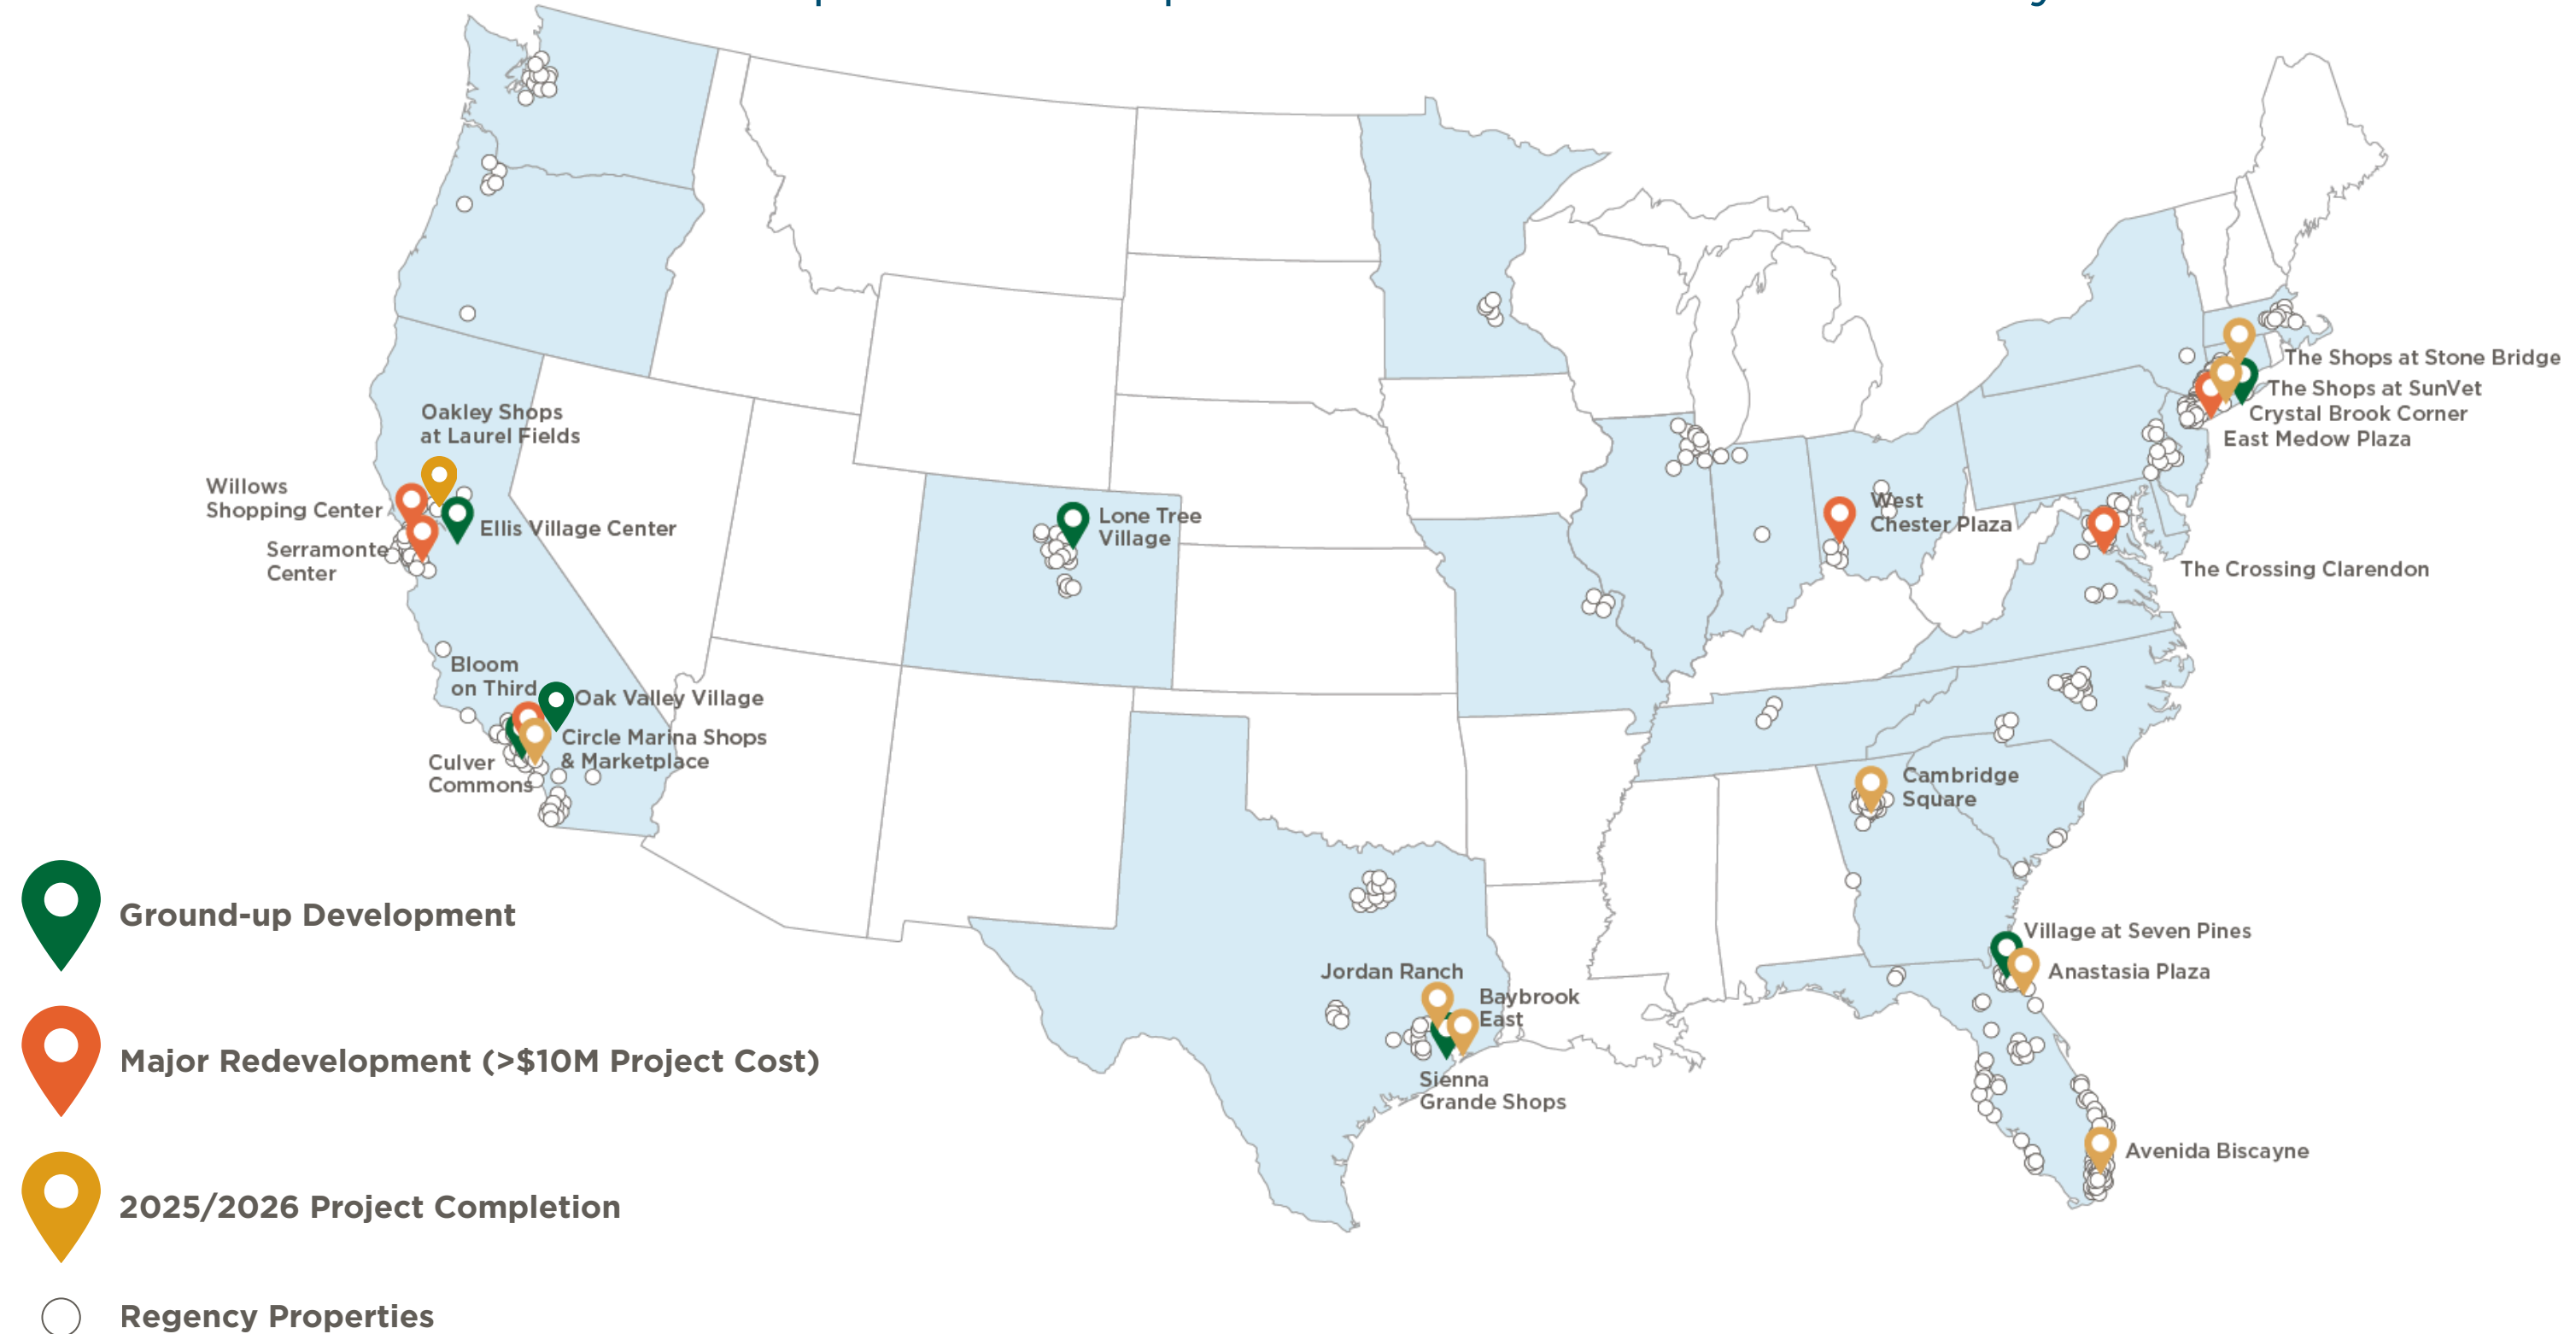 Oakley Shops
at Laurel Fields
Willows
Shopping Center
Ellis Village Center
Serramonte
Center
Bloom
on Third
Oak Valley Village
Circle Marina Shops
& Marketplace
Culver
Commons
Lone Tree
Village
West
Chester Plaza
The Shops at Stone Bridge
The Shops at SunVet
Crystal Brook Corner
East Medow Plaza
The Crossing Clarendon
Cambridge
Square
Village at Seven Pines
Anastasia Plaza
Jordan Ranch
Baybrook
East
Sienna
Grande Shops
Avenida Biscayne
Ground-up Development
Major Redevelopment (>$10M Project Cost)
2025/2026 Project Completion
Regency Properties